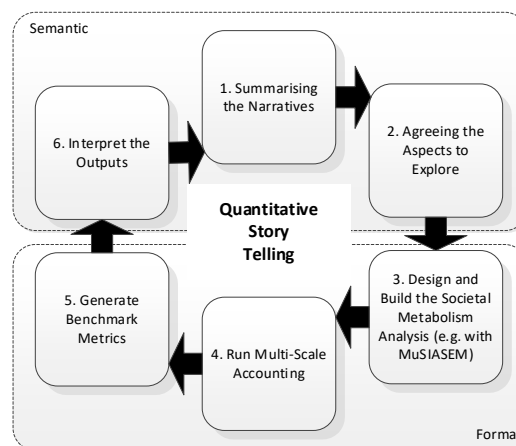 Semantic
1. Summarising
the Narratives
2. Agreeing the
Aspects to
Explore
3. Design and
Build the Societal
Metabolism
Analysis (e.g. with
MuSIASEM)
4. Run Multi-Scale
Accounting
5. Generate
Benchmark
Metrics
6. Interpret the
Outputs
Quantitative
Story
Telling
Forma